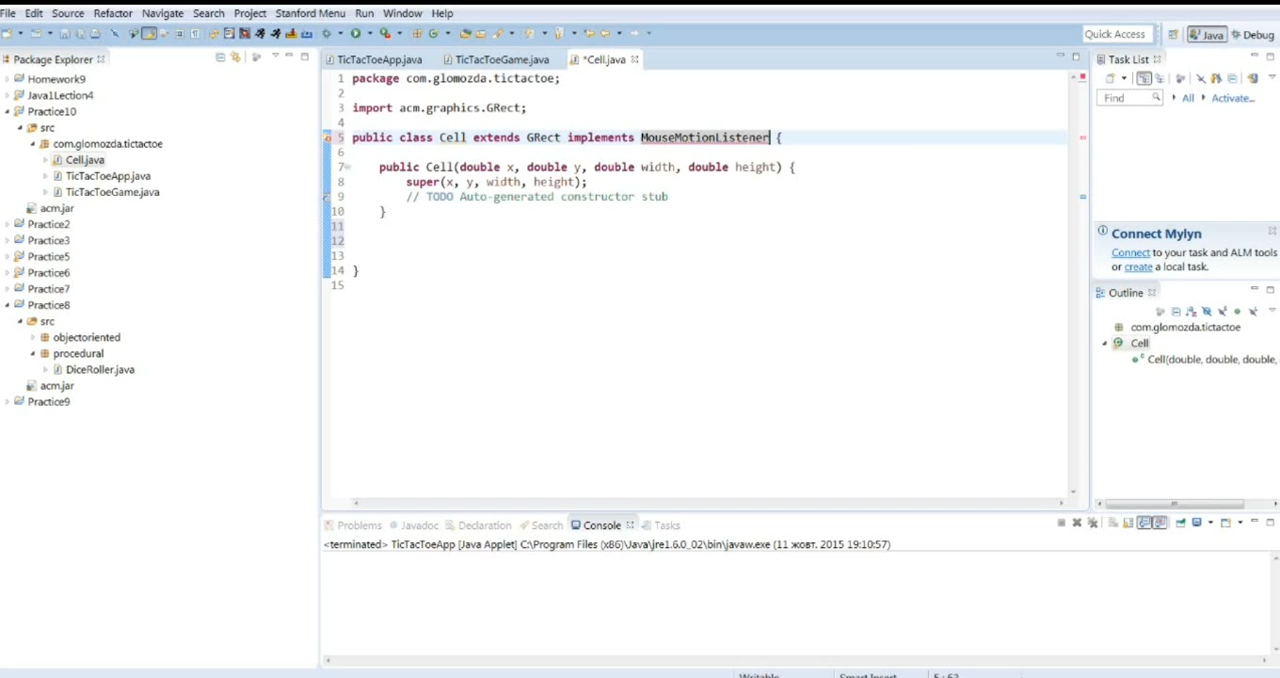 File Edit Source Refactor Navigate Search Project Stanford Menu Run Window Help
Quick Access Java Debug
Package Explorer
Homework9
Java1Lection4
Practice10
src
com.glomozda.tictactoe
Cell.java
TicTacToeApp.java
TicTacToeGame.java
acm.jar
Practice2
Practice3
Practice5
Practice6
Practice7
Practice8
src
objectoriented
procedural
DiceRoller.java
acm.jar
Practice9
TicTacToeApp.java TicTacToeGame.java *Cell.java
1 package com.glomozda.tictactoe;
2
3 import acm.graphics.GRect;
4
5 public class Cell extends GRect implements MouseMotionListener {
6
7 public Cell(double x, double y, double width, double height) {
8 super(x, y, width, height);
9 // TODO Auto-generated constructor stub
10 }
11
12
13
14 }
15
Task List
Find All Activate...
Connect Mylyn
Connect to your task and ALM tools
or create a local task.
Outline
com.glomozda.tictactoe
Cell
Cell(double, double, double,
Problems Javadoc Declaration Search Console Tasks
<terminated> TicTacToeApp [Java Applet] C:\Program Files (x86)\Java\jre1.6.0_02\bin\javaw.exe (11 жовт. 2015 19:10:57)
Writable Smart Insert 5 : 63